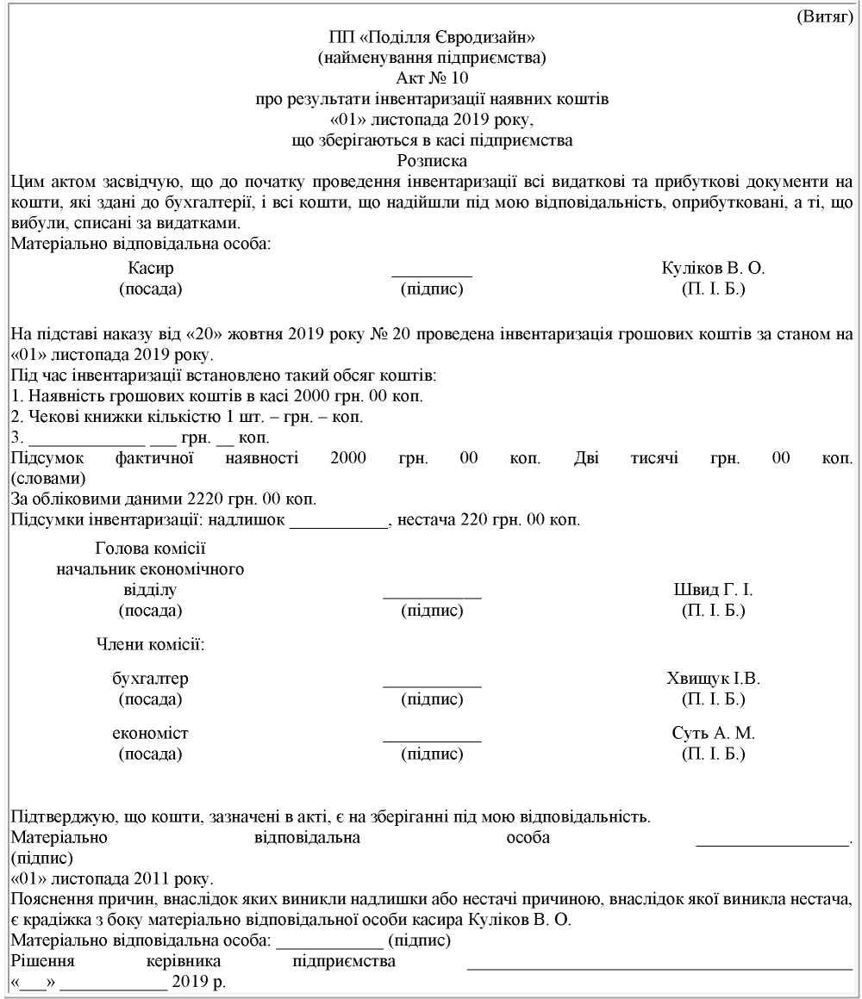 (Витяг)
ПП «Поділля Євродизайн»
(найменування підприємства)
Акт № 10
про результати інвентаризації наявних коштів
«01» листопада 2019 року,
що зберігаються в касі підприємства
Розписка
Цим актом засвідчую, що до початку проведення інвентаризації всі видаткові та прибуткові документи на
кошти, які здані до бухгалтерії, і всі кошти, що надійшли під мою відповідальність, оприбутковані, а ті, що
вибули, списані за видатками.
Матеріально відповідальна особа:
Касир _________ Куліков В. О.
(посада) (підпис) (П. І. Б.)
На підставі наказу від «20» жовтня 2019 року № 20 проведена інвентаризація грошових коштів за станом на
«01» листопада 2019 року.
Під час інвентаризації встановлено такий обсяг коштів:
1. Наявність грошових коштів в касі 2000 грн. 00 коп.
2. Чекові книжки кількістю 1 шт. – грн. – коп.
3. _____________ ___ грн. __ коп.
Підсумок фактичної наявності 2000 грн. 00 коп. Дві тисячі грн. 00 коп.
(словами)
За обліковими даними 2220 грн. 00 коп.
Підсумки інвентаризації: надлишок ___________, нестача 220 грн. 00 коп.
Голова комісії
начальник економічного
відділу ___________ Швид Г. І.
(посада) (підпис) (П. І. Б.)
Члени комісії:
бухгалтер ___________ Хвищук І.В.
(посада) (підпис) (П. І. Б.)
економіст ___________ Суть А. М.
(посада) (підпис) (П. І. Б.)
Підтверджую, що кошти, зазначені в акті, є на зберіганні під мою відповідальність.
Матеріально відповідальна особа _________________.
(підпис)
«01» листопада 2011 року.
Пояснення причин, внаслідок яких виникли надлишки або нестачі причиною, внаслідок якої виникла нестача,
є крадіжка з боку матеріально відповідальної особи касира Куліков В. О.
Матеріально відповідальна особа: ____________ (підпис)
Рішення керівника підприємства ___________________________________________
«___» ____________ 2019 р.